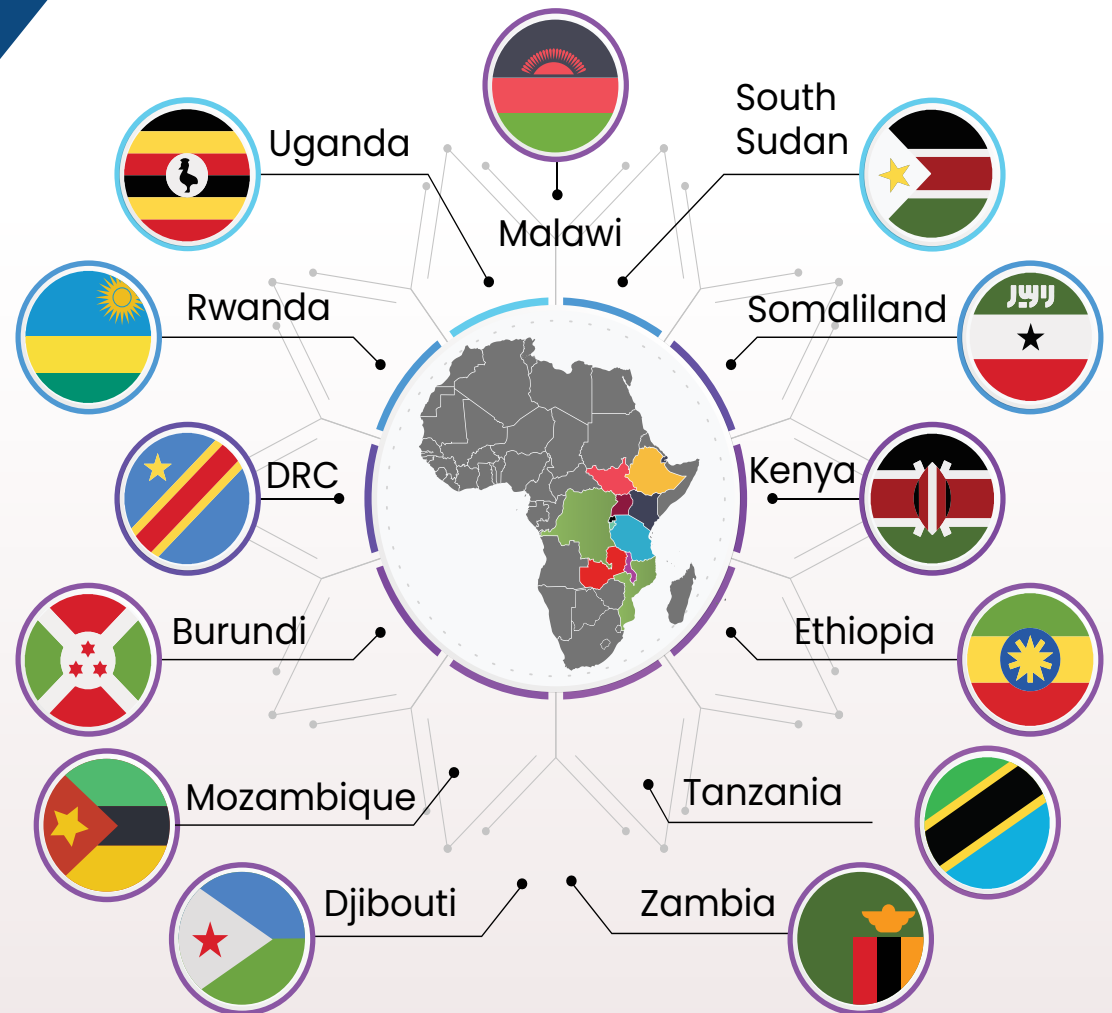 Malawi
South
Sudan
Uganda
Rwanda
Somaliland
DRC
Kenya
Burundi
Ethiopia
Mozambique
Tanzania
Djibouti
Zambia